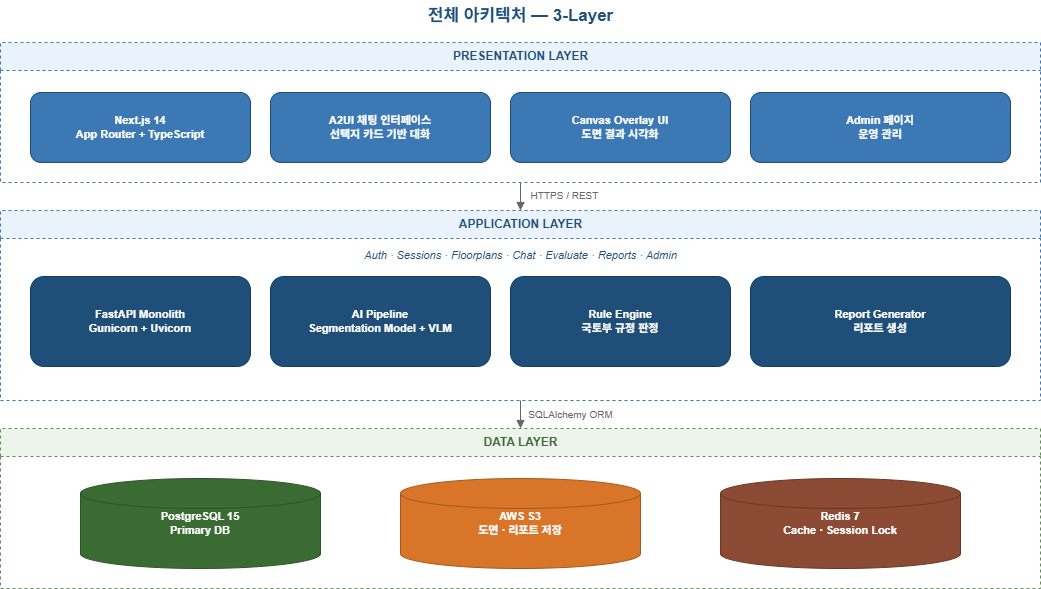 전체 아키텍처 — 3-Layer
PRESENTATION LAYER
Next.js 14
App Router + TypeScript
A2UI 채팅 인터페이스
선택지 카드 기반 대화
Canvas Overlay UI
도면 결과 시각화
Admin 페이지
운영 관리
HTTPS / REST
APPLICATION LAYER
Auth · Sessions · Floorplans · Chat · Evaluate · Reports · Admin
FastAPI Monolith
Gunicorn + Uvicorn
AI Pipeline
Segmentation Model + VLM
Rule Engine
국토부 규정 판정
Report Generator
리포트 생성
SQLAlchemy ORM
DATA LAYER
PostgreSQL 15
Primary DB
AWS S3
도면 · 리포트 저장
Redis 7
Cache · Session Lock